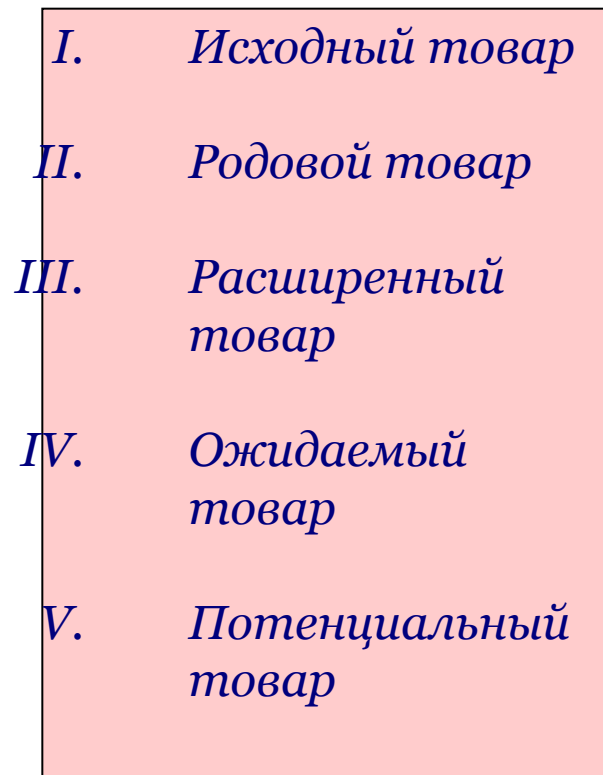 I. Исходный товар
II. Родовой товар
III. Расширенный
товар
IV. Ожидаемый
товар
V. Потенциальный
товар